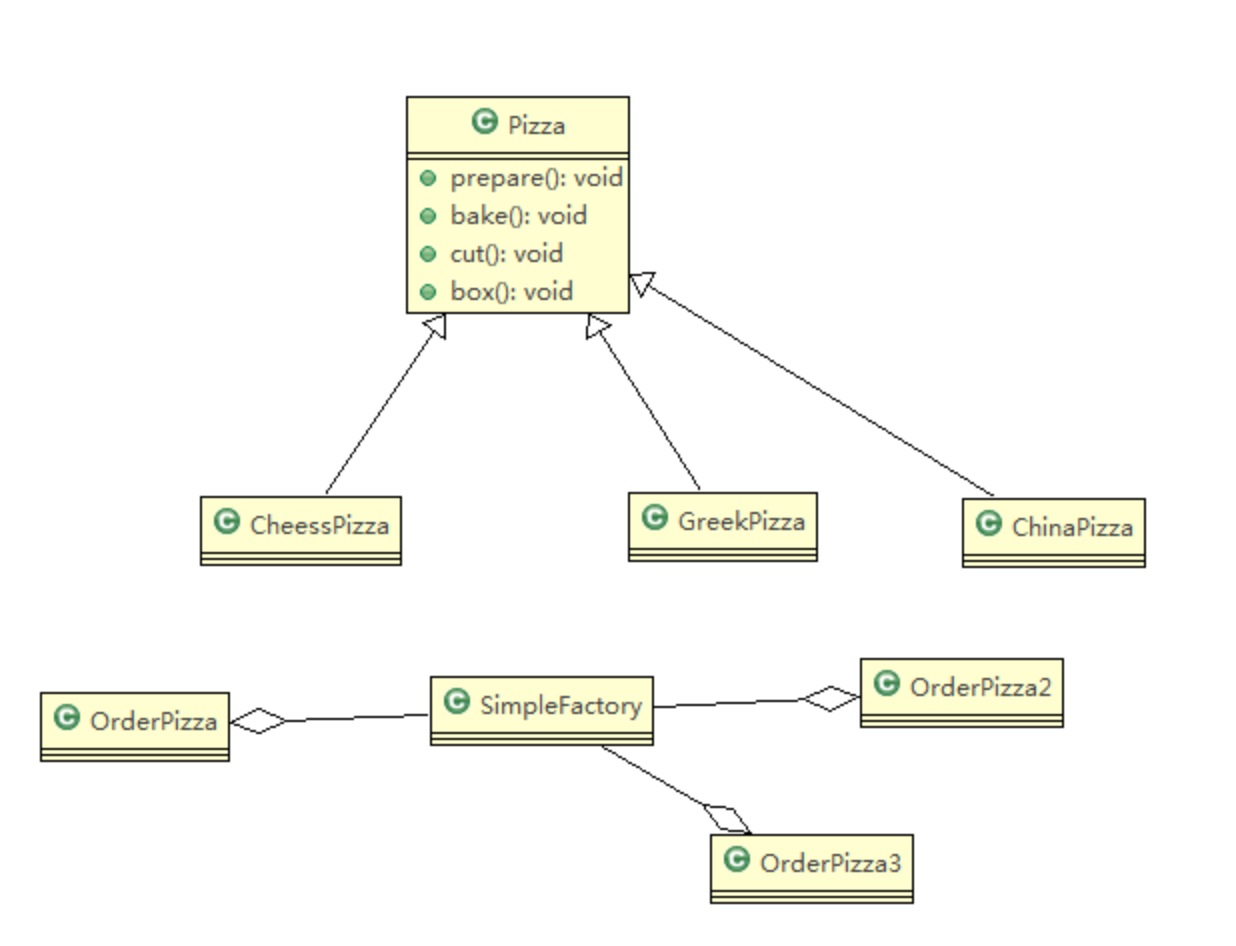 Pizza
prepare(): void
bake(): void
cut(): void
box(): void
CheessPizza
GreekPizza
ChinaPizza
OrderPizza
SimpleFactory
OrderPizza2
OrderPizza3